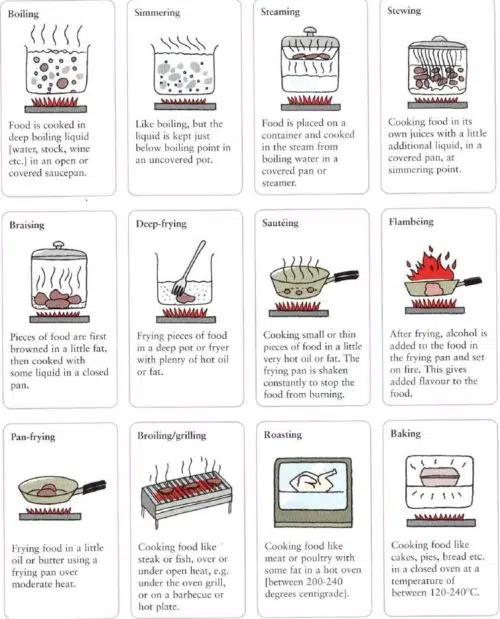 Boiling
Food is cooked in
deep boiling liquid
[water, stock, wine
etc.] in an open or
covered saucepan.
Simmering
Like boiling, but the
liquid is kept just
below boiling point in
an uncovered pot.
Steaming
Food is placed on a
container and cooked
in the steam from
boiling water in a
covered pan or
steamer.
Stewing
Cooking food in its
own juices with a little
additional liquid, in a
covered pan, at
simmering point.
Braising
Pieces of food are first
browned in a little fat,
then cooked with
some liquid in a closed
pan.
Deep-frying
Frying pieces of food
in a deep pot or fryer
with plenty of hot oil
or fat.
Sautéing
Cooking small or thin
pieces of food in a little
very hot oil or fat. The
frying pan is shaken
constantly to stop the
food from burning.
Flambéing
After frying, alcohol is
added to the food in
the frying pan and set
on fire. This gives
added flavour to the
food.
Pan-frying
Frying food in a little
oil or butter using a
frying pan over
moderate heat.
Broiling/grilling
Cooking food like
steak or fish, over or
under open heat, e.g.
under the oven grill,
or on a barbecue or
hot plate.
Roasting
Cooking food like
meat or poultry with
some fat in a hot oven
[between 200-240
degrees centigrade].
Baking
Cooking food like
cakes, pies, bread etc.
in a closed oven at a
temperature of
between 120-240°C.